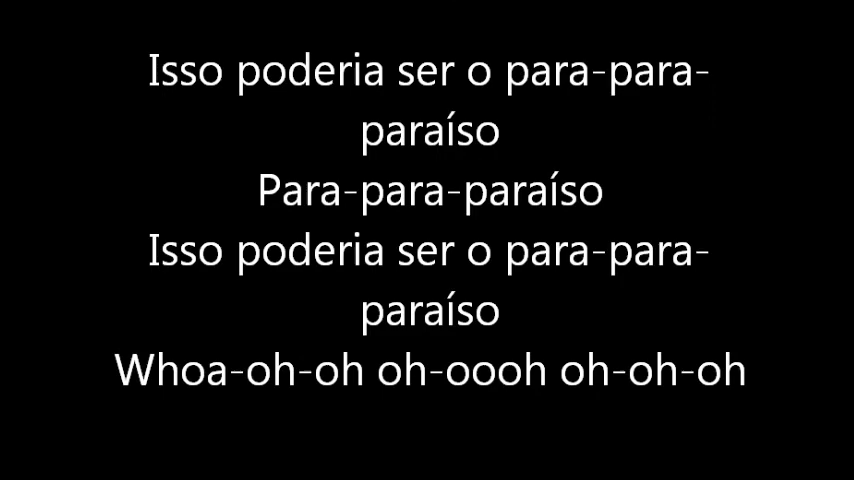 Isso poderia ser o para-para-
paraíso
Para-para-paraíso
Isso poderia ser o para-para-
paraíso
Whoa-oh-oh oh-oooh oh-oh-oh